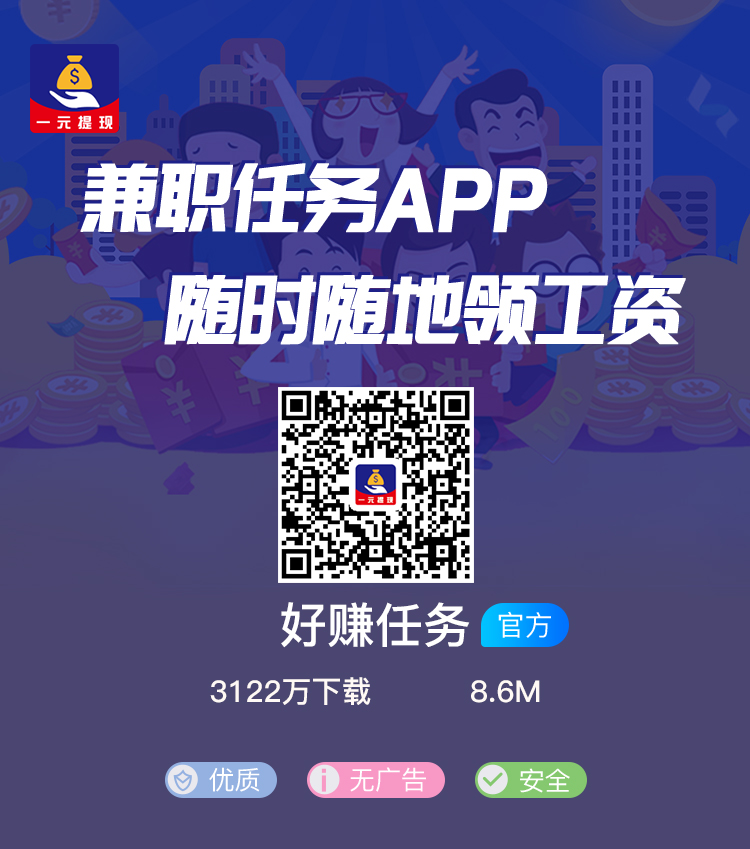 一元提现
兼职任务APP
随时随地领工资
一元提现
好赚任务 官方
3122万下载 8.6M
优质 无广告 安全